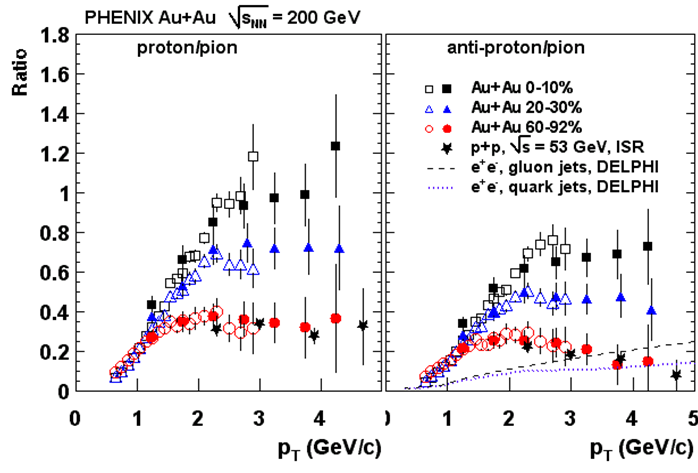 PHENIX Au+Au √sNN = 200 GeV
Ratio
proton/pion
anti-proton/pion
Au+Au 0-10%
Au+Au 20-30%
Au+Au 60-92%
p+p, √s = 53 GeV, ISR
e+e-, gluon jets, DELPHI
e+e-, quark jets, DELPHI
1.8
1.6
1.4
1.2
1
0.8
0.6
0.4
0.2
0
0 1 2 3 4 0 1 2 3 4 5
pT (GeV/c) pT (GeV/c)